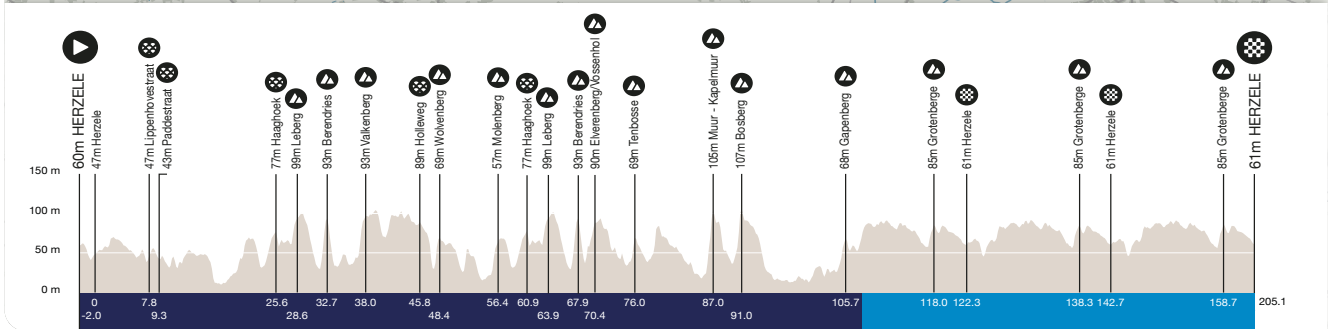 60m HERZELE
47m Herzele
47m Lippenhovestraat
43m Paddestraat
77m Haaghoek
99m Leberg
93m Berendries
93m Valkenberg
89m Holleweg
69m Wolvenberg
57m Molenberg
77m Haaghoek
99m Leberg
93m Berendries
90m Elverenberg/Vossenhol
69m Tenbosse
105m Muur - Kapelmuur
107m Bosberg
68m Gapenberg
85m Grotenberge
61m Herzele
85m Grotenberge
61m Herzele
85m Grotenberge
61m HERZELE
150 m
100 m
50 m
0 m
0 7.8 25.6 32.7 38.0 45.8 56.4 60.9 67.9 76.0 87.0 105.7 118.0 122.3 138.3 142.7 158.7 205.1
-2.0 9.3 28.6 48.4 63.9 70.4 91.0